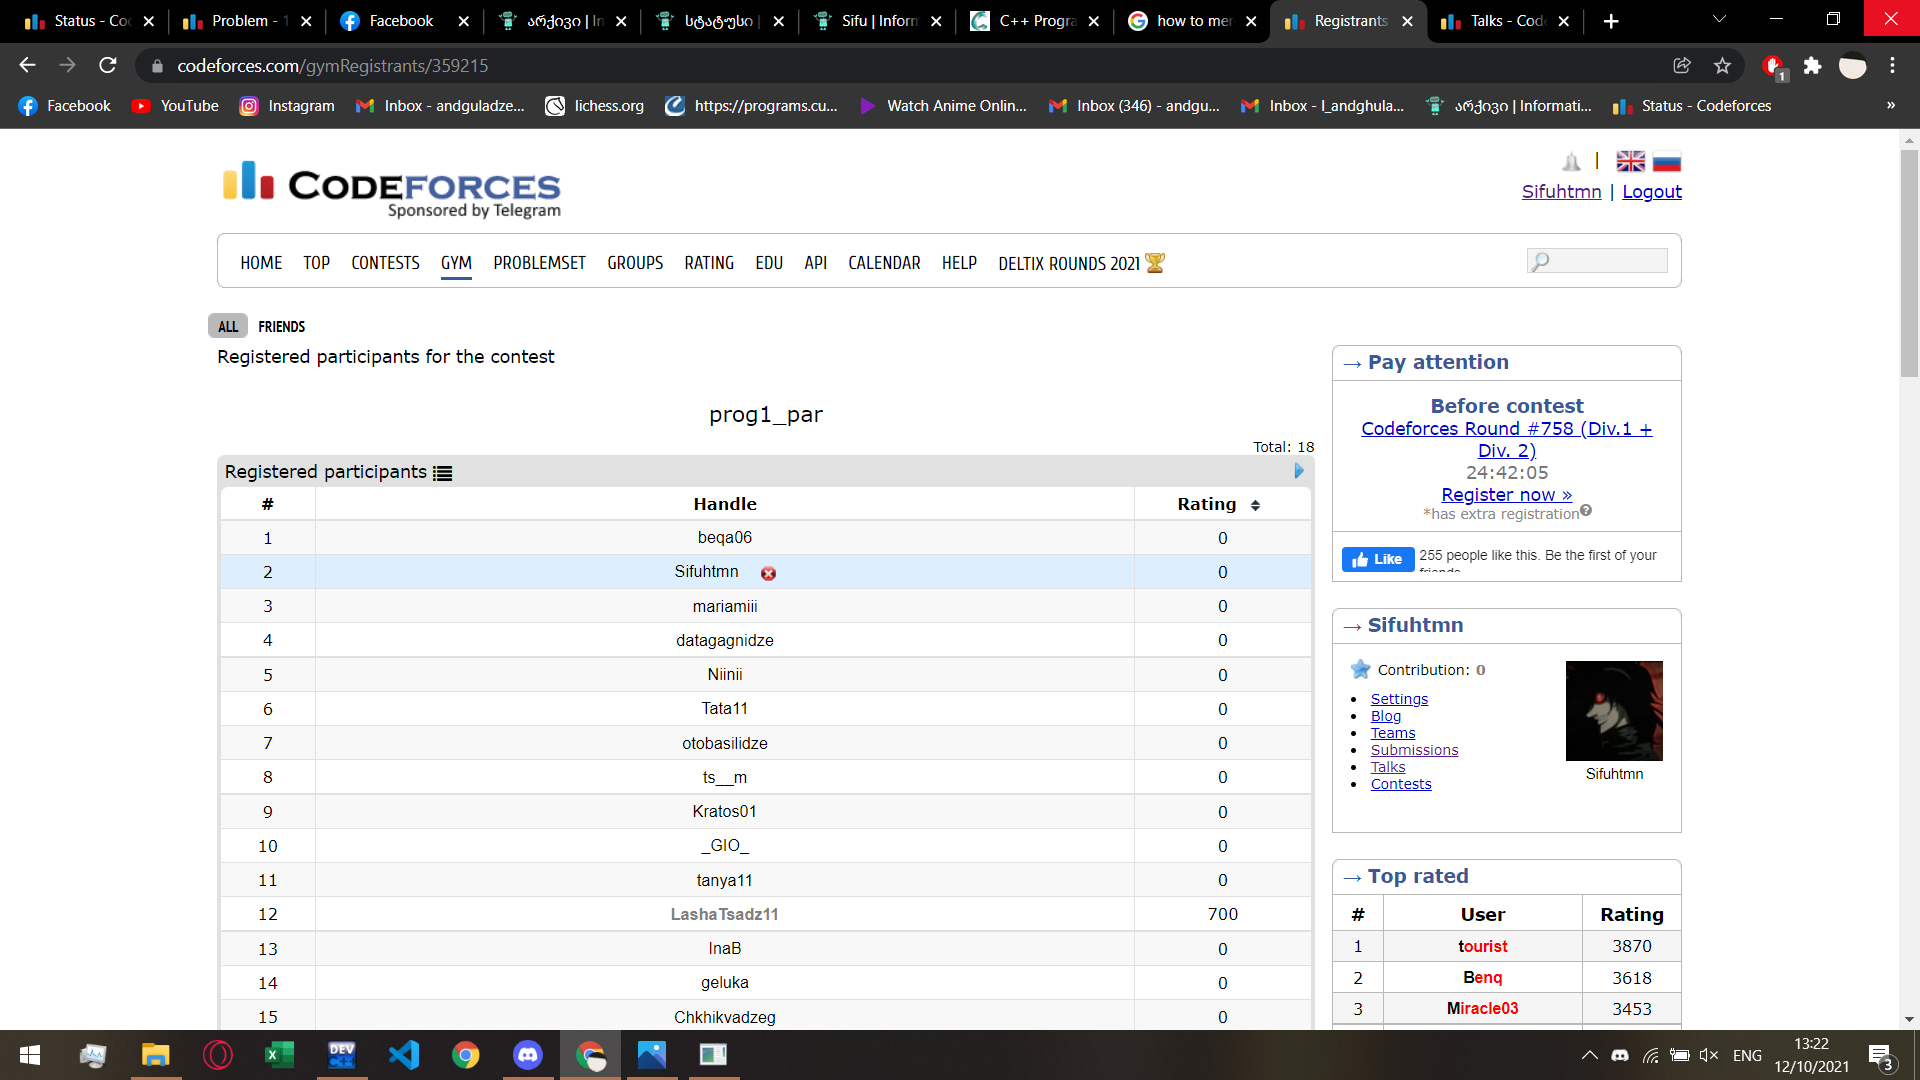 Status - Co
Problem - 1
Facebook
არქივი | In
სტატუსი |
Sifu | Inform
C++ Progra
how to mer
Registrants
Talks - Cod
codeforces.com/gymRegistrants/359215
1
Facebook
YouTube
Instagram
Inbox - andguladze...
lichess.org
https://programs.cu...
Watch Anime Onlin...
Inbox (346) - andgu...
Inbox - l_andghula...
არქივი | Informati...
Status - Codeforces
»
CODEFORCES
Sponsored by Telegram
|
Sifuhtmn | Logout
HOME TOP CONTESTS GYM PROBLEMSET GROUPS RATING EDU API CALENDAR HELP DELTIX ROUNDS 2021
ALL FRIENDS
Registered participants for the contest
prog1_par
Total: 18
Registered participants
# Handle Rating
1 beqa06 0
2 Sifuhtmn 0
3 mariamiii 0
4 datagagnidze 0
5 Niinii 0
6 Tata11 0
7 otobasilidze 0
8 ts__m 0
9 Kratos01 0
10 _GIO_ 0
11 tanya11 0
12 LashaTsadz11 700
13 InaB 0
14 geluka 0
15 Chkhikvadzeg 0
→ Pay attention
Before contest
Codeforces Round #758 (Div.1 +
Div. 2)
24:42:05
Register now »
*has extra registration?
Like 255 people like this. Be the first of your
friends.
→ Sifuhtmn
Contribution: 0
Settings
Blog
Teams
Submissions
Talks
Contests
Sifuhtmn
→ Top rated
# User Rating
1 tourist 3870
2 Benq 3618
3 Miracle03 3453
DEV
C++
ENG
13:22
12/10/2021
3